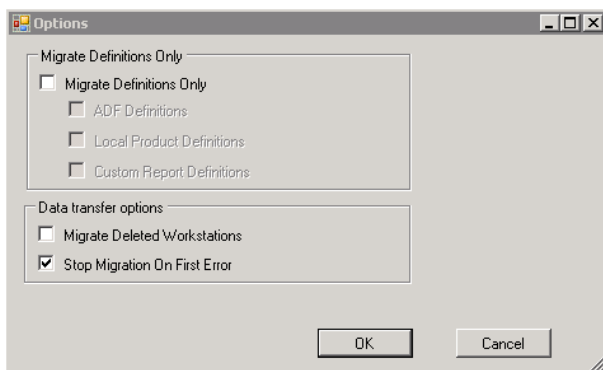 Options
Migrate Definitions Only
Migrate Definitions Only
ADF Definitions
Local Product Definitions
Custom Report Definitions
Data transfer options
Migrate Deleted Workstations
Stop Migration On First Error
OK
Cancel